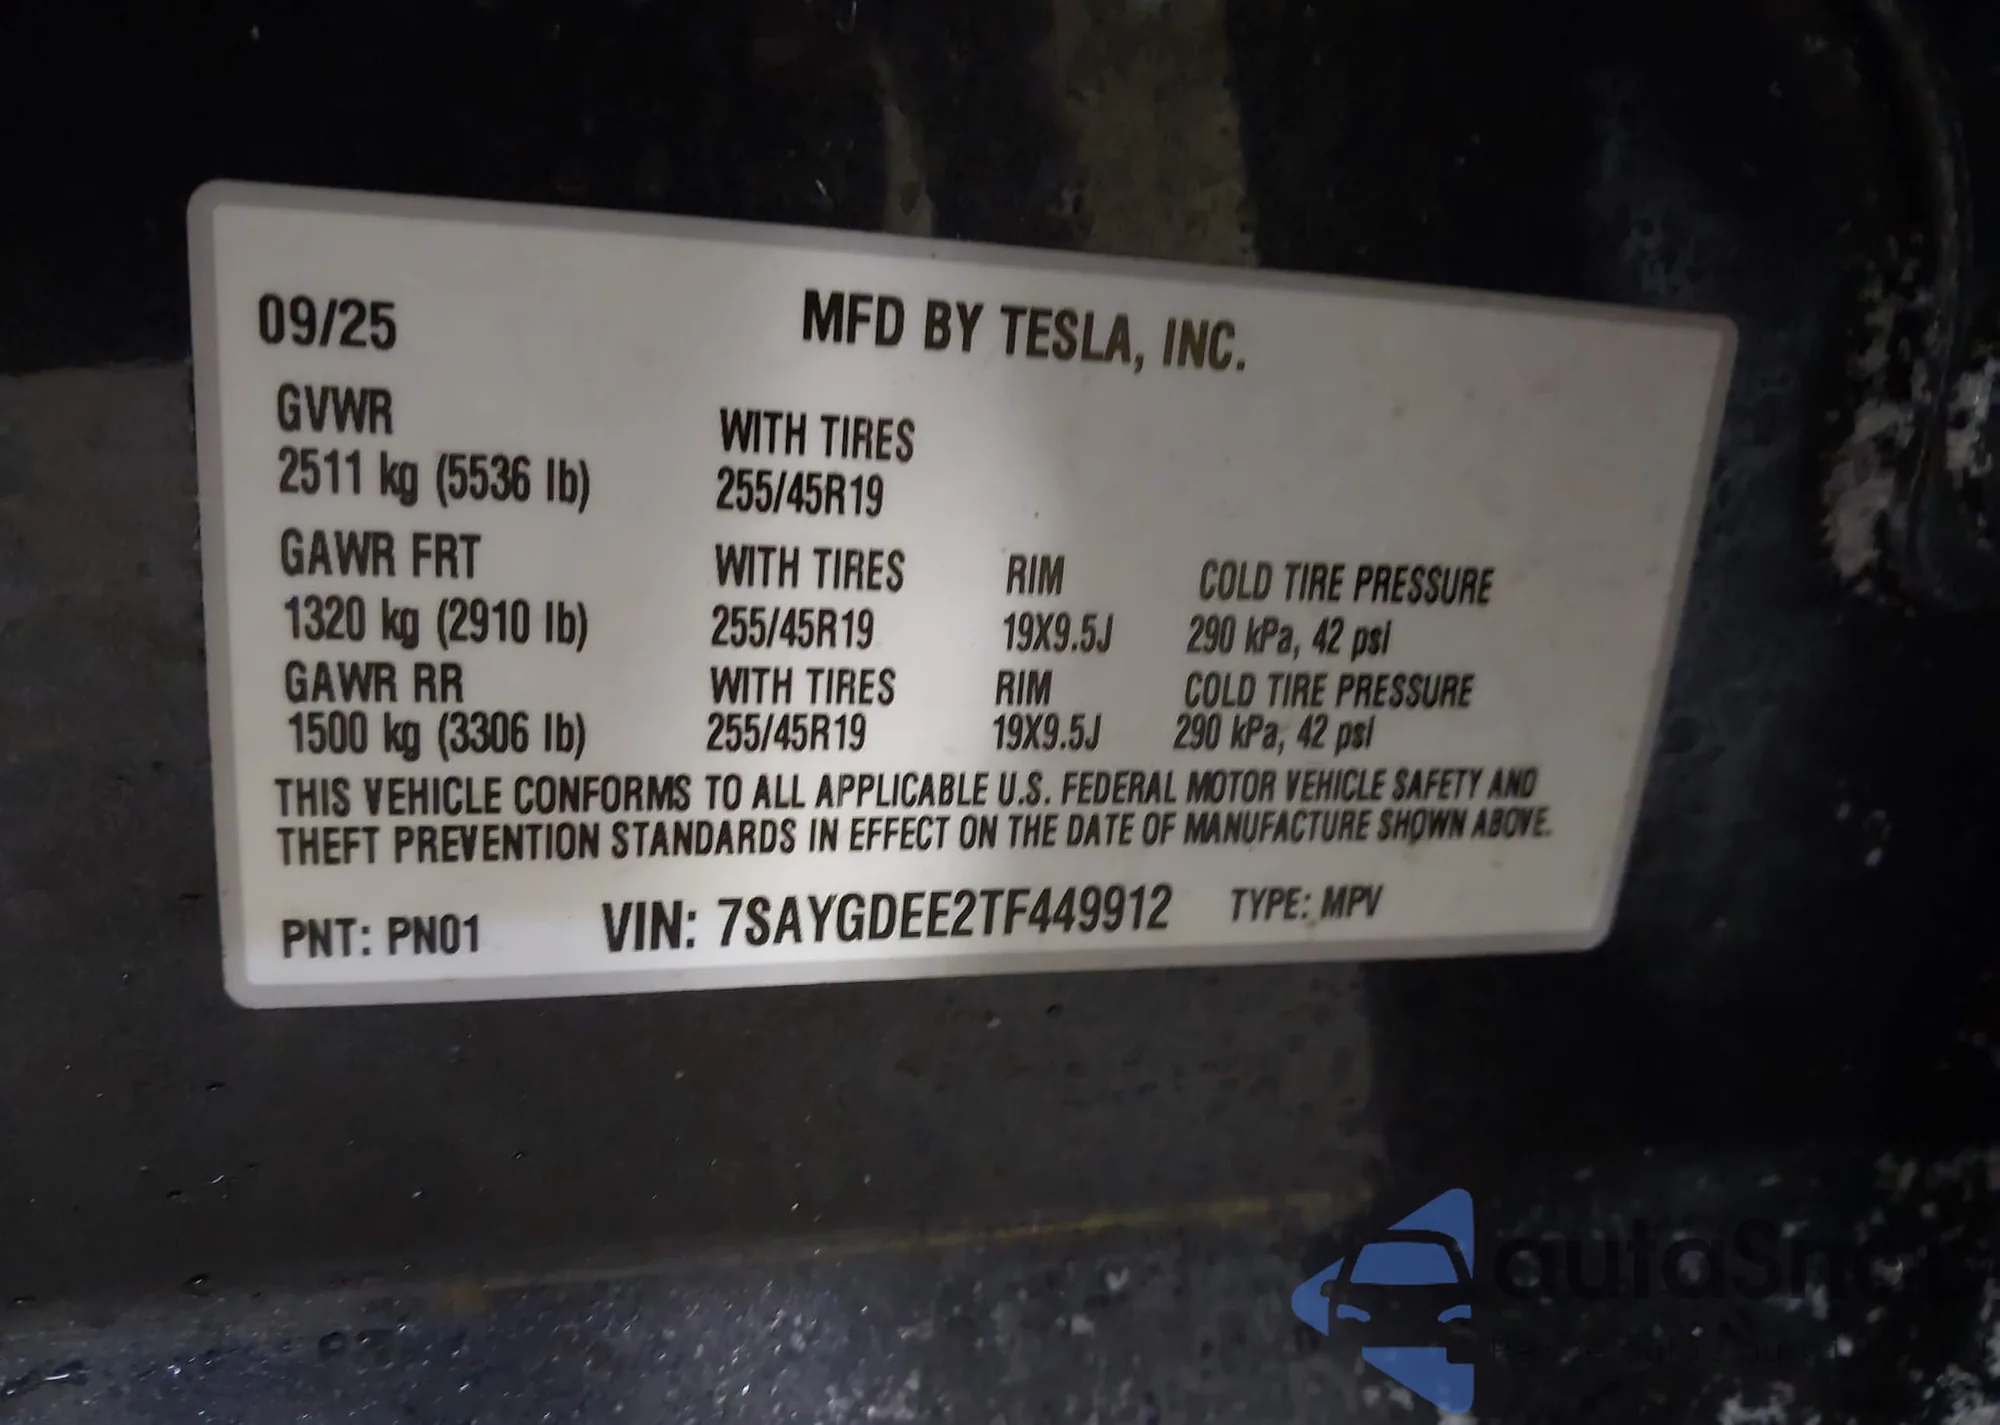 09/25 MFD BY TESLA, INC.
GVWR WITH TIRES
2511 kg (5536 lb) 255/45R19
GAWR FRT WITH TIRES RIM COLD TIRE PRESSURE
1320 kg (2910 lb) 255/45R19 19X9.5J 290 kPa, 42 psi
GAWR RR WITH TIRES RIM COLD TIRE PRESSURE
1500 kg (3306 lb) 255/45R19 19X9.5J 290 kPa, 42 psi
THIS VEHICLE CONFORMS TO ALL APPLICABLE U.S. FEDERAL MOTOR VEHICLE SAFETY AND
THEFT PREVENTION STANDARDS IN EFFECT ON THE DATE OF MANUFACTURE SHOWN ABOVE.
PNT: PN01 VIN: 7SAYGDEE2TF449912 TYPE: MPV